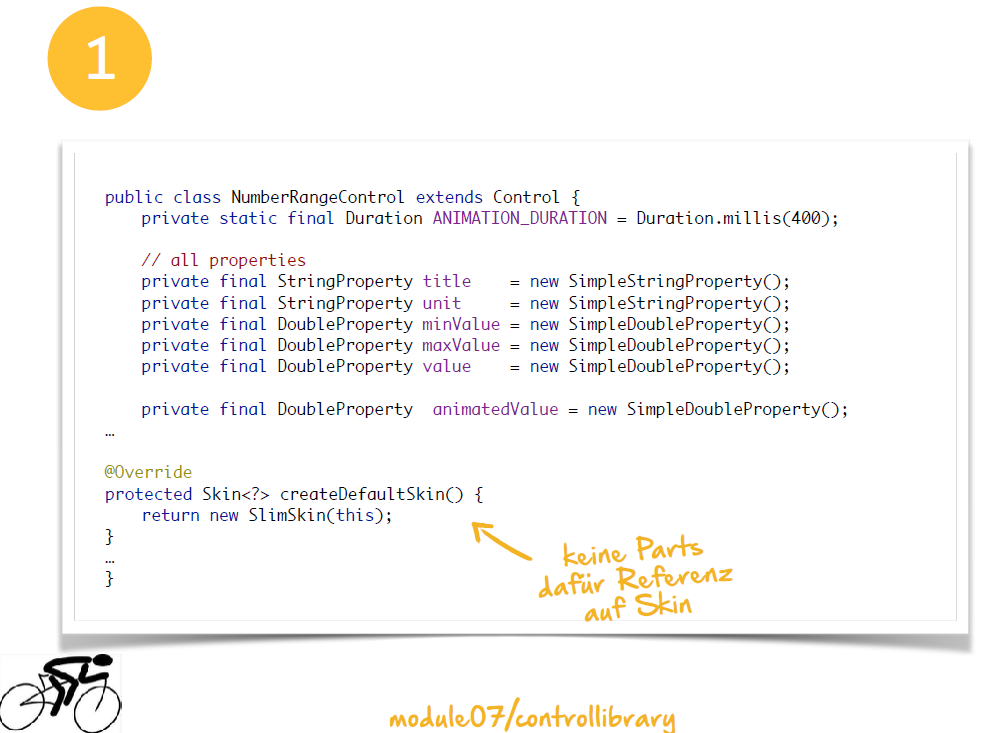 1
public class NumberRangeControl extends Control {
private static final Duration ANIMATION_DURATION = Duration.millis(400);
// all properties
private final StringProperty title = new SimpleStringProperty();
private final StringProperty unit = new SimpleStringProperty();
private final DoubleProperty minValue = new SimpleDoubleProperty();
private final DoubleProperty maxValue = new SimpleDoubleProperty();
private final DoubleProperty value = new SimpleDoubleProperty();
private final DoubleProperty animatedValue = new SimpleDoubleProperty();
…
@Override
protected Skin<?> createDefaultSkin() {
return new SlimSkin(this);
}
…
}
keine Parts
dafür Referenz
auf Skin
module07/controllibrary